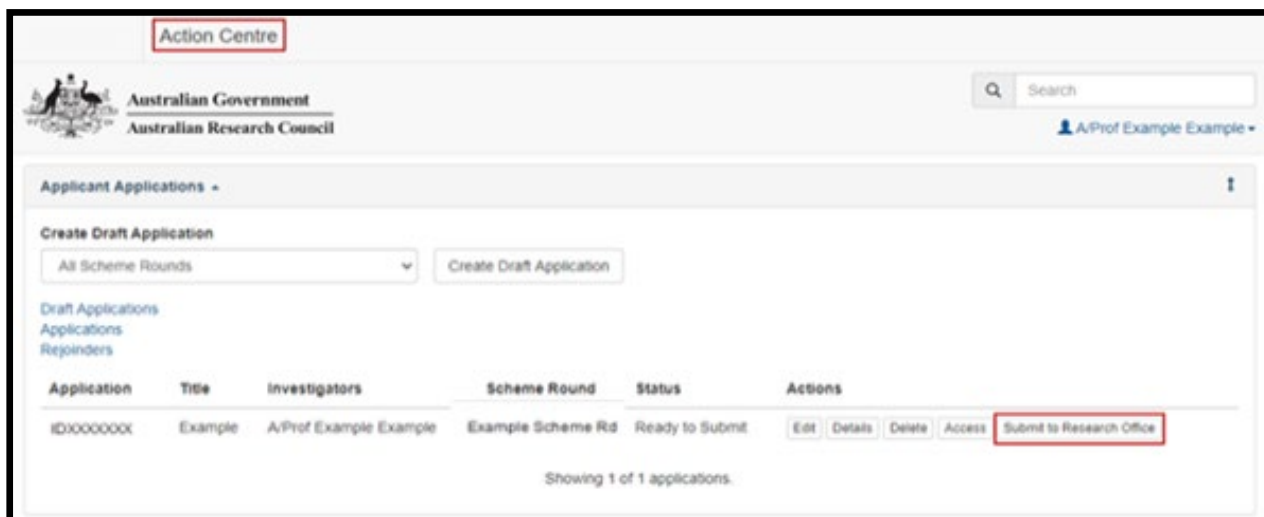 Action Centre
Australian Government
Australian Research Council
Search
A/Prof Example Example
Applicant Applications
Create Draft Application
All Scheme Rounds Create Draft Application
Draft Applications
Applications
Rejoinders
Application Title Investigators Scheme Round Status Actions
IDXXXXXXX Example A/Prof Example Example Example Scheme Rd Ready to Submit Edit Details Delete Access Submit to Research Office
Showing 1 of 1 applications.